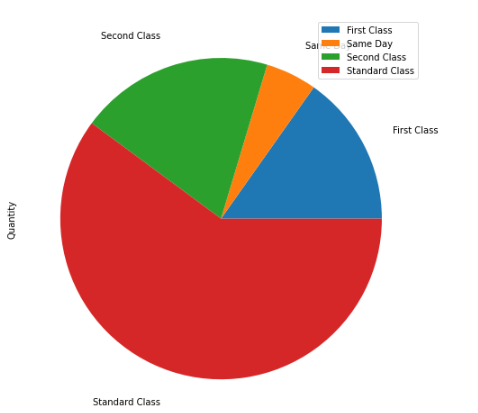 Second Class
First Class
Same Day
Second Class
Standard Class
First Class
Quantity
Standard Class